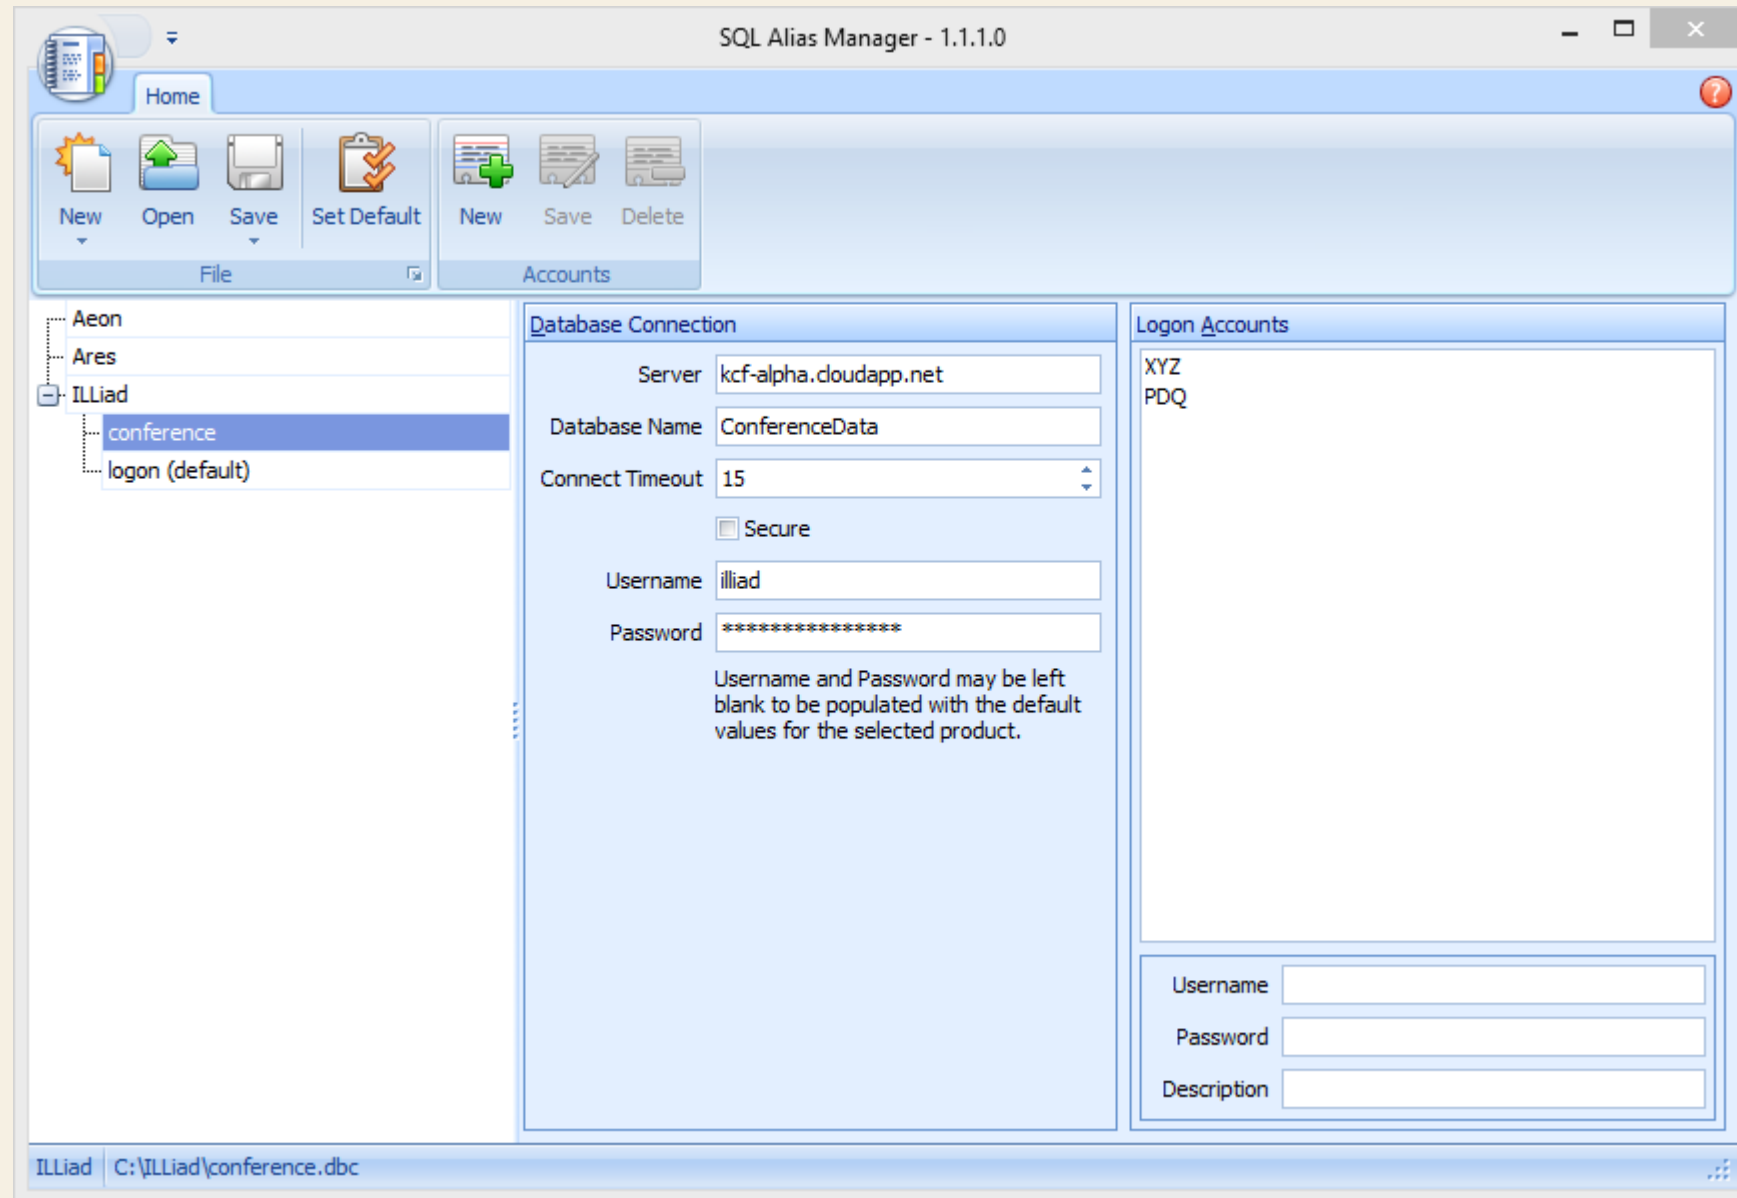 SQL Alias Manager - 1.1.1.0
Home
New
Open
Save
Set Default
New
Save
Delete
File
Accounts
Aeon
Ares
ILLiad
conference
logon (default)
Database Connection
Server kcf-alpha.cloudapp.net
Database Name ConferenceData
Connect Timeout 15
Secure
Username illiad
Password ***************
Username and Password may be left
blank to be populated with the default
values for the selected product.
Logon Accounts
XYZ
PDQ
Username
Password
Description
ILLiad C:\ILLiad\conference.dbc